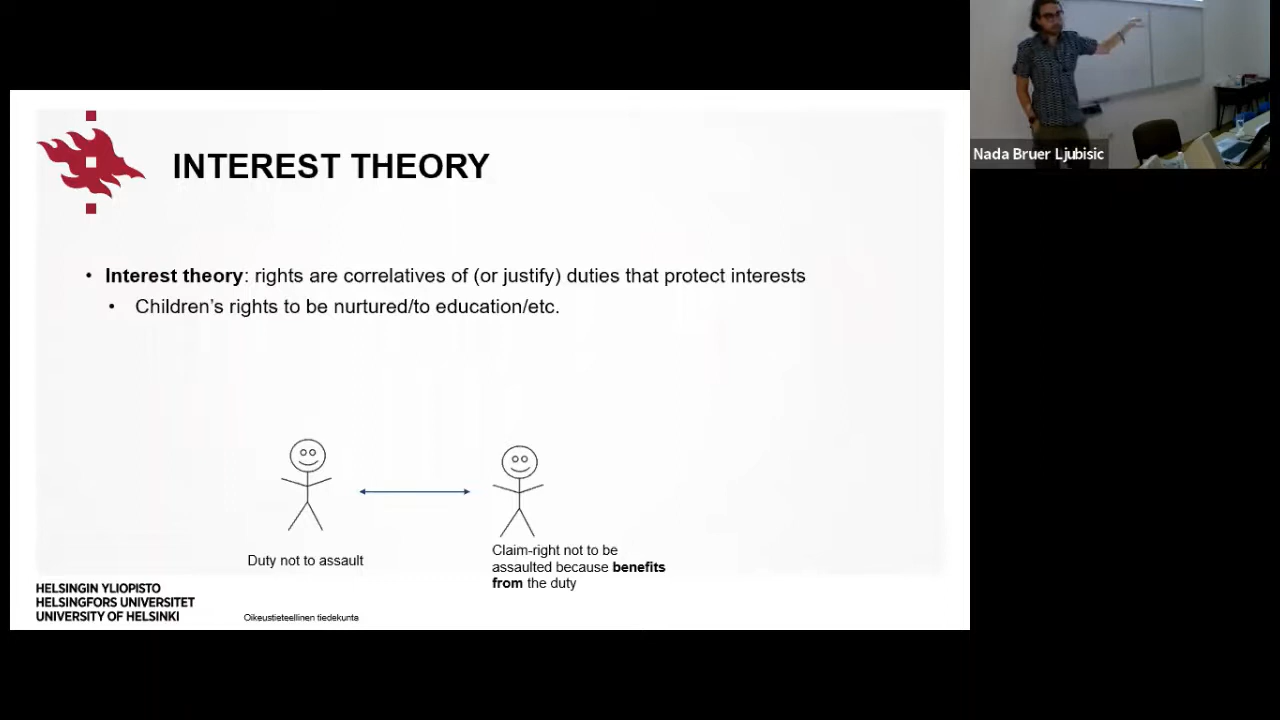 INTEREST THEORY
• Interest theory: rights are correlatives of (or justify) duties that protect interests
• Children’s rights to be nurtured/to education/etc.
Duty not to assault
Claim-right not to be
assaulted because benefits
from the duty
HELSINGIN YLIOPISTO
HELSINGFORS UNIVERSITET
UNIVERSITY OF HELSINKI
Oikeustieteellinen tiedekunta
Nada Bruer Ljubisic